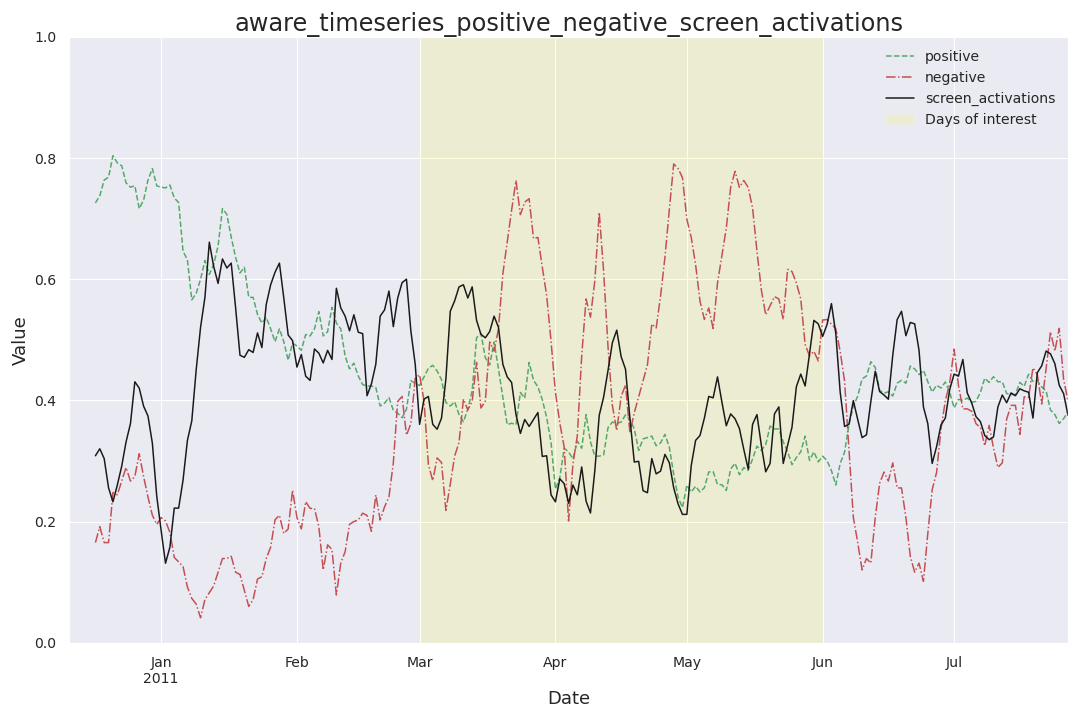 aware_timeseries_positive_negative_screen_activations
positive
negative
screen_activations
Days of interest
Value
1.0
0.8
0.6
0.4
0.2
0.0
Jan
2011
Feb
Mar
Apr
May
Jun
Jul
Date